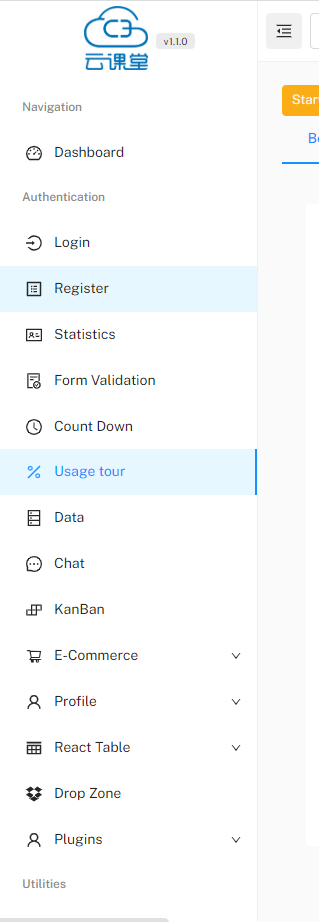 C3
云课堂
v1.1.0
Navigation
Dashboard
Authentication
Login
Register
Statistics
Form Validation
Count Down
Usage tour
Data
Chat
KanBan
E-Commerce
Profile
React Table
Drop Zone
Plugins
Utilities
Star
B